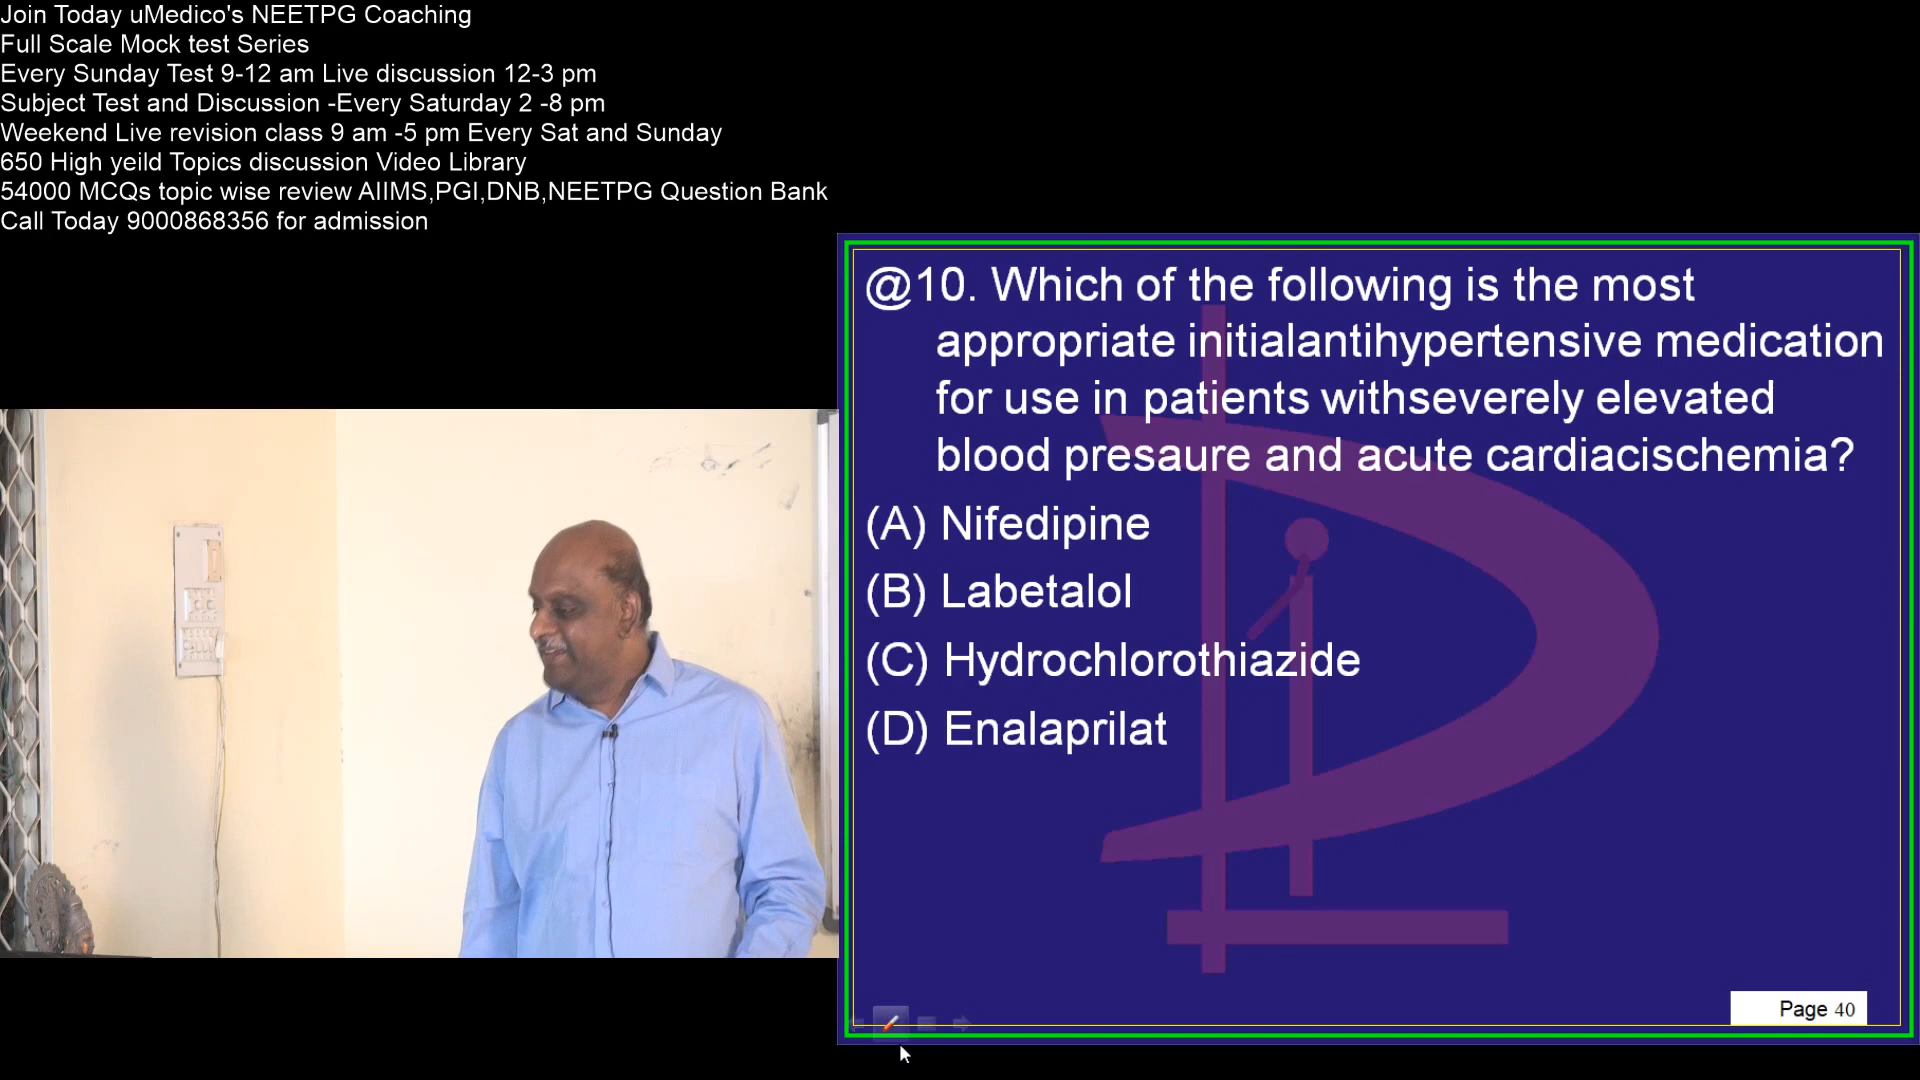 Join Today uMedico's NEETPG Coaching
Full Scale Mock test Series
Every Sunday Test 9-12 am Live discussion 12-3 pm
Subject Test and Discussion -Every Saturday 2 -8 pm
Weekend Live revision class 9 am -5 pm Every Sat and Sunday
650 High yeild Topics discussion Video Library
54000 MCQs topic wise review AIIMS,PGI,DNB,NEETPG Question Bank
Call Today 9000868356 for admission
@10. Which of the following is the most
appropriate initialantihypertensive medication
for use in patients withseverely elevated
blood presaure and acute cardiacischemia?
(A) Nifedipine
(B) Labetalol
(C) Hydrochlorothiazide
(D) Enalaprilat
Page 40